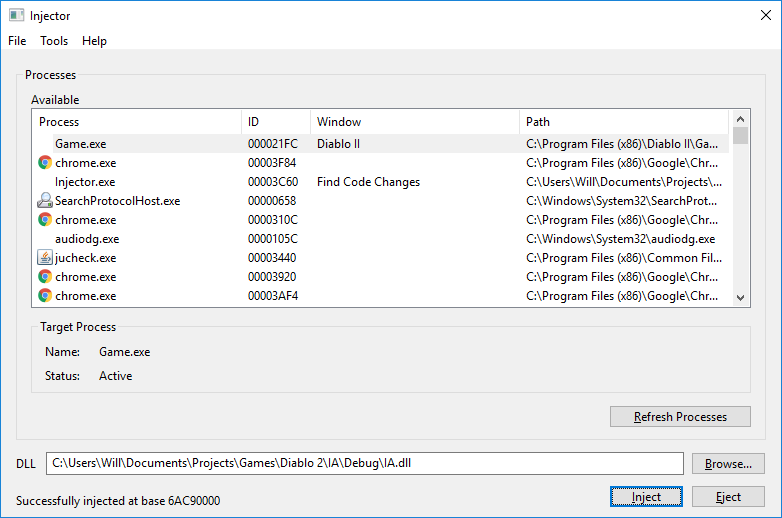 Injector
File Tools Help
Processes
Available
Process ID Window Path
Game.exe 000021FC Diablo II C:\Program Files (x86)\Diablo II\Ga...
chrome.exe 00003F84 C:\Program Files (x86)\Google\Chr...
Injector.exe 00003C60 Find Code Changes C:\Users\Will\Documents\Projects\...
SearchProtocolHost.exe 00000658 C:\Windows\System32\SearchProt...
chrome.exe 0000310C C:\Program Files (x86)\Google\Chr...
audiodg.exe 0000105C C:\Windows\System32\audiodg.exe
jucheck.exe 00003440 C:\Program Files (x86)\Common Fil...
chrome.exe 00003920 C:\Program Files (x86)\Google\Chr...
chrome.exe 00003AF4 C:\Program Files (x86)\Google\Chr...
Target Process
Name: Game.exe
Status: Active
Refresh Processes
DLL C:\Users\Will\Documents\Projects\Games\Diablo 2\IA\Debug\IA.dll Browse...
Successfully injected at base 6AC90000 Inject Eject